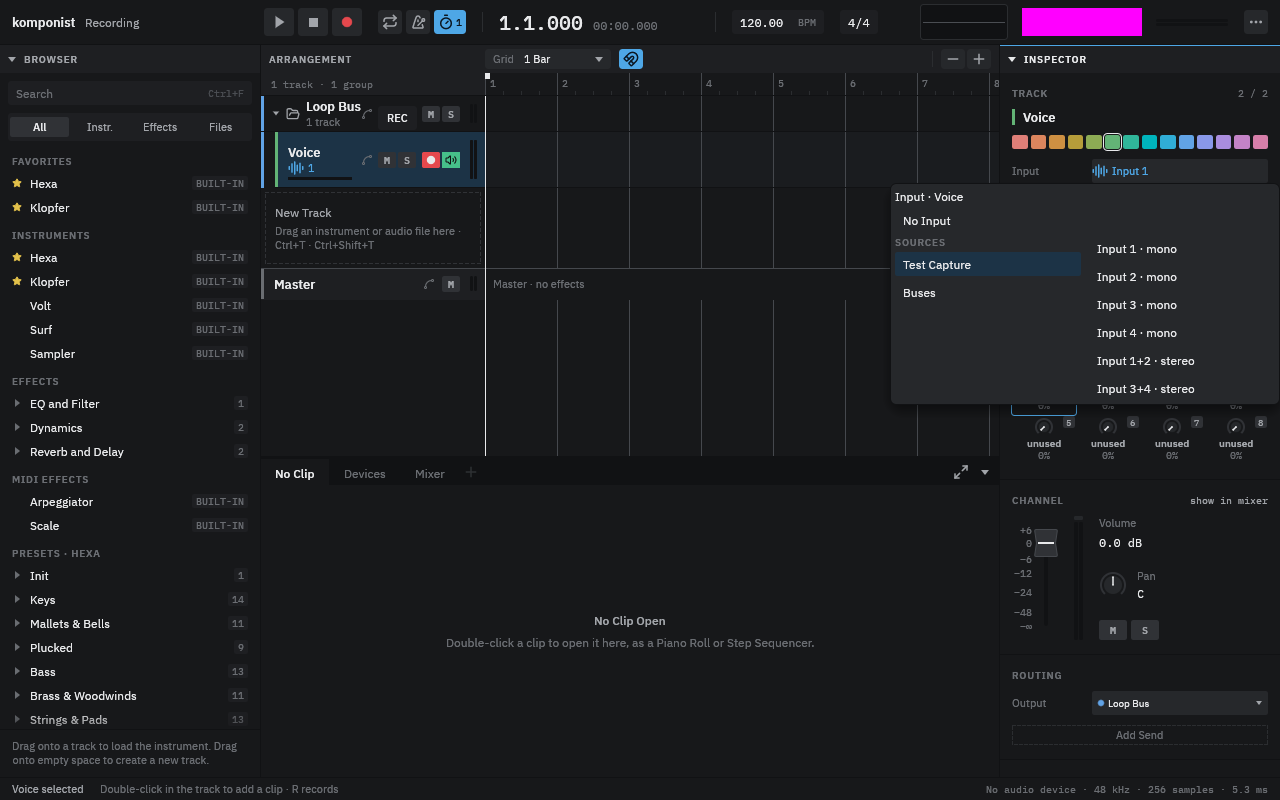 komponist Recording
1
1.1.000 00:00.000
120.00 BPM
4/4
BROWSER
Search Ctrl+F
All Instr. Effects Files
FAVORITES
Hexa BUILT-IN
Klopfer BUILT-IN
INSTRUMENTS
Hexa BUILT-IN
Klopfer BUILT-IN
Volt BUILT-IN
Surf BUILT-IN
Sampler BUILT-IN
EFFECTS
EQ and Filter 1
Dynamics 2
Reverb and Delay 2
MIDI EFFECTS
Arpeggiator BUILT-IN
Scale BUILT-IN
PRESETS · HEXA
Init 1
Keys 14
Mallets & Bells 11
Plucked 9
Bass 13
Brass & Woodwinds 11
Strings & Pads 13
Drag onto a track to load the instrument. Drag
onto empty space to create a new track.
ARRANGEMENT
Grid 1 Bar
1 track · 1 group
1 2 3 4 5 6 7 8
Loop Bus
1 track
REC
M S
Voice
1
M S
New Track
Drag an instrument or audio file here ·
Ctrl+T · Ctrl+Shift+T
Master M
Master · no effects
No Clip Devices Mixer
No Clip Open
Double-click a clip to open it here, as a Piano Roll or Step Sequencer.
INSPECTOR
TRACK 2 / 2
Voice
Input Input 1
Input · Voice
No Input
SOURCES
Test Capture
Buses
Input 1 · mono
Input 2 · mono
Input 3 · mono
Input 4 · mono
Input 1+2 · stereo
Input 3+4 · stereo
0% 0% 0% 0%
5 6 7 8
unused unused unused unused
0% 0% 0% 0%
CHANNEL show in mixer
+6
0
−6
−12
−24
−48
−∞
Volume
0.0 dB
Pan
C
M S
ROUTING
Output Loop Bus
Add Send
Voice selected Double-click in the track to add a clip · R records
No audio device · 48 kHz · 256 samples · 5.3 ms